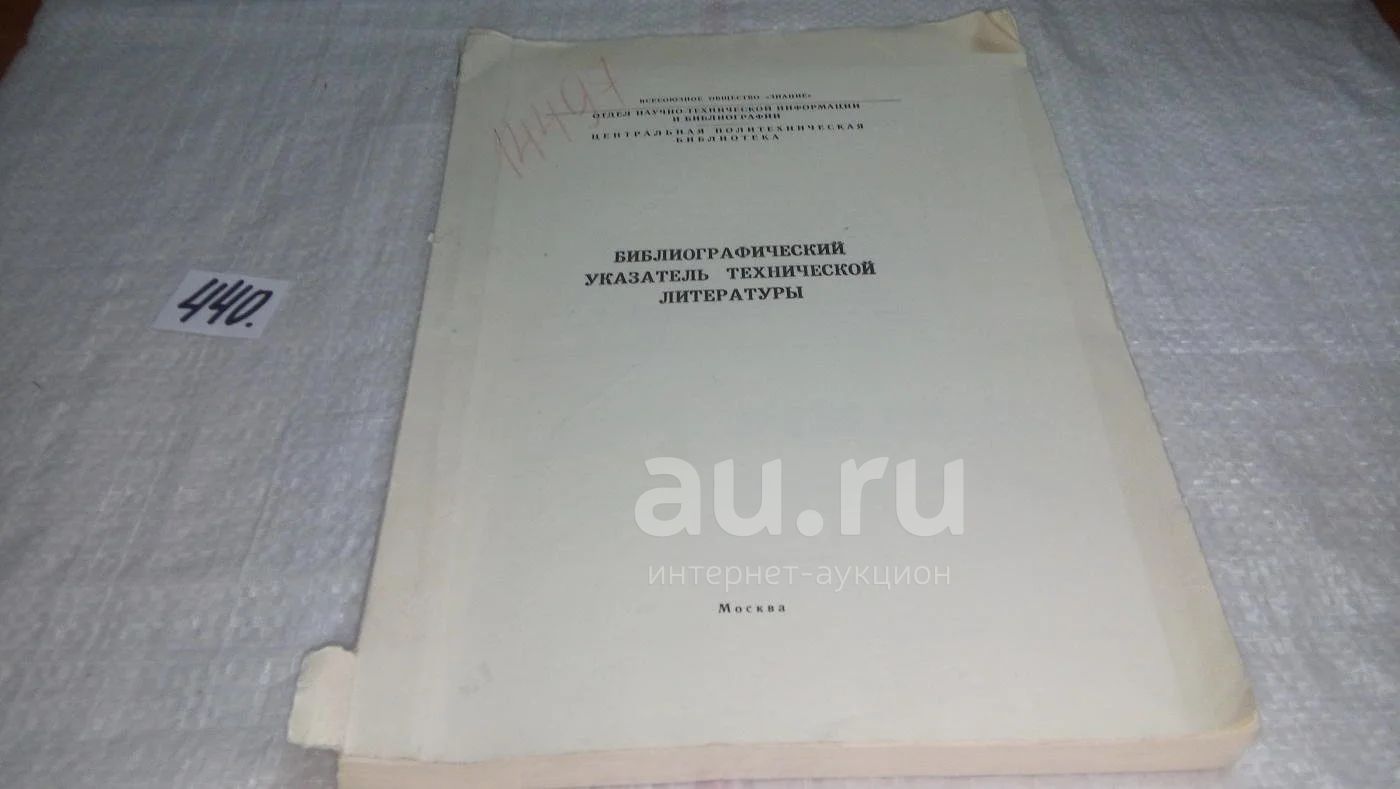 14497
ВСЕСОЮЗНОЕ ОБЩЕСТВО «ЗНАНИЕ»
ОТДЕЛ НАУЧНО-ТЕХНИЧЕСКОЙ ИНФОРМАЦИИ
И БИБЛИОГРАФИИ
ЦЕНТРАЛЬНАЯ ПОЛИТЕХНИЧЕСКАЯ
БИБЛИОТЕКА
БИБЛИОГРАФИЧЕСКИЙ
УКАЗАТЕЛЬ ТЕХНИЧЕСКОЙ
ЛИТЕРАТУРЫ
440.
au.ru
интернет-аукцион
Москва